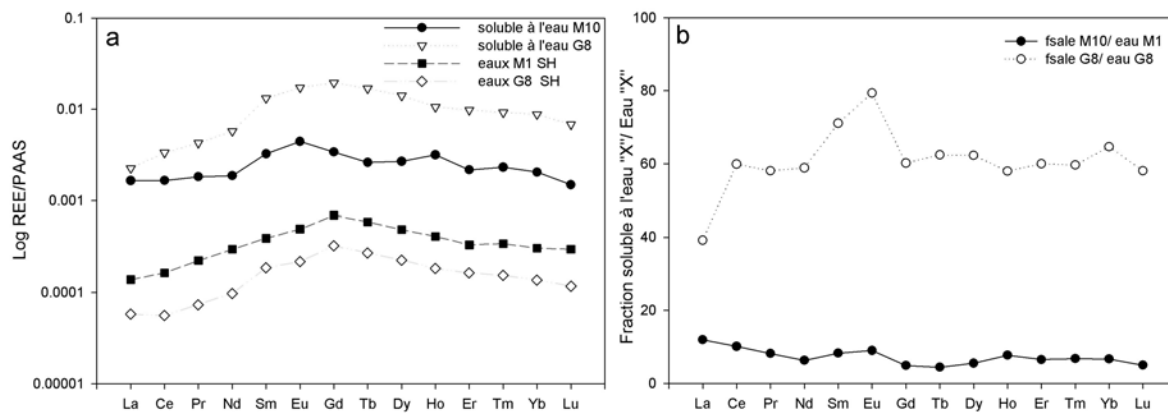 a
soluble à l'eau M10
soluble à l'eau G8
eaux M1 SH
eaux G8 SH
Log REE/PAAS
0.1
0.01
0.001
0.0001
0.00001
La Ce Pr Nd Sm Eu Gd Tb Dy Ho Er Tm Yb Lu
b
fsale M10/ eau M1
fsale G8/ eau G8
Fraction soluble à l'eau "X"/ Eau "X"
100
80
60
40
20
0
La Ce Pr Nd Sm Eu Gd Tb Dy Ho Er Tm Yb Lu